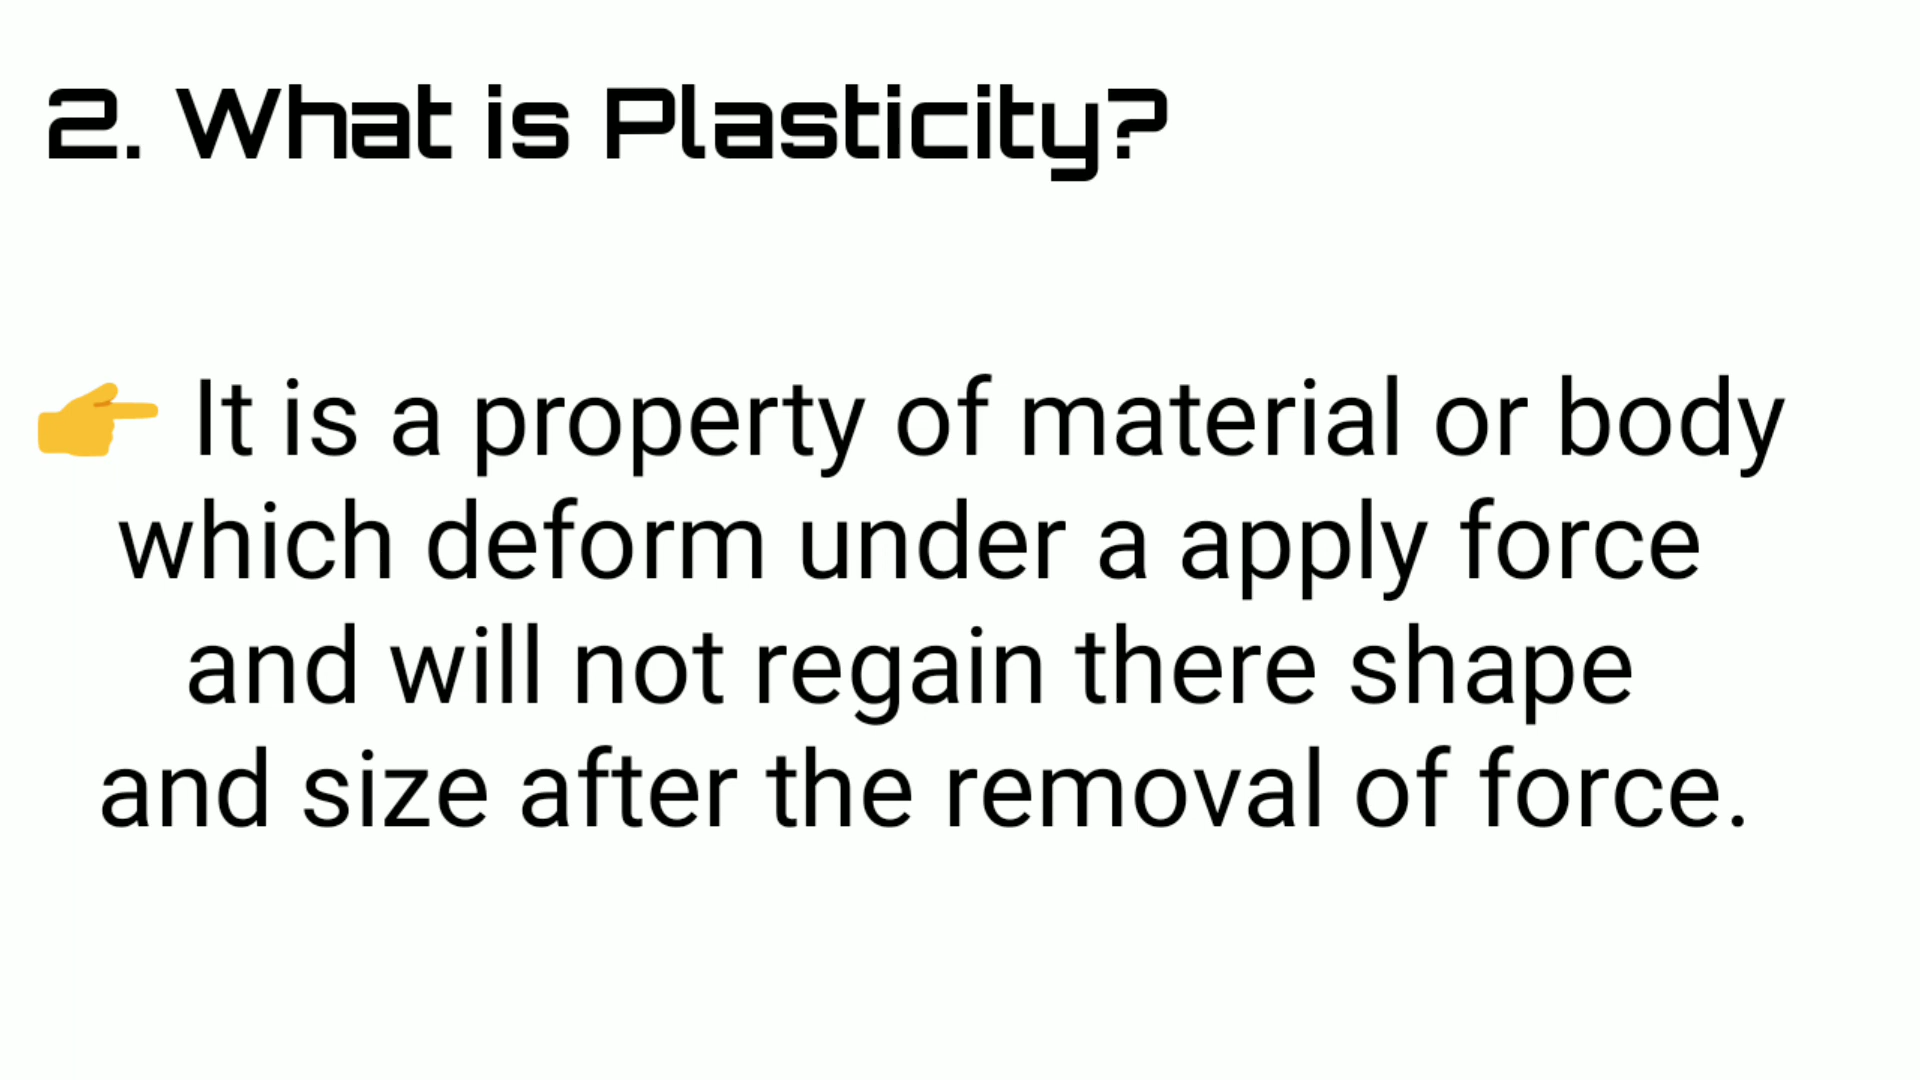 2. What is Plasticity?
👉 It is a property of material or body
which deform under a apply force
and will not regain there shape
and size after the removal of force.